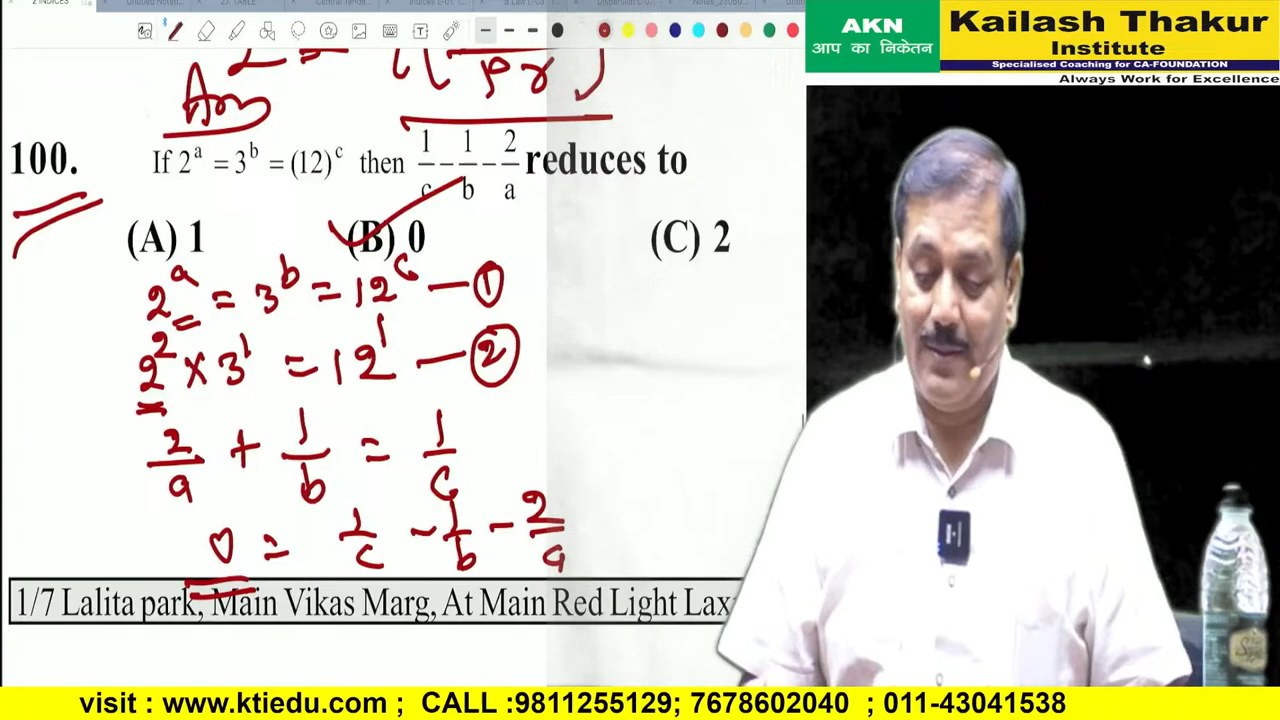 AKN
आप का निकेतन
Kailash Thakur
Institute
Specialised Coaching for CA-FOUNDATION
Always Work for Excellence
2 INDICES
Ans
100. If 2^a = 3^b = (12)^c then 1/c - 1/b - 2/a reduces to
(A) 1 (B) 0 (C) 2
2^a = 3^b = 12^c — ①
2^2 × 3^1 = 12^1 — ②
2/a + 1/b = 1/c
0 = 1/c - 1/b - 2/a
1/7 Lalita park, Main Vikas Marg, At Main Red Light Lax
visit : www.ktiedu.com ; CALL :9811255129; 7678602040 ; 011-43041538